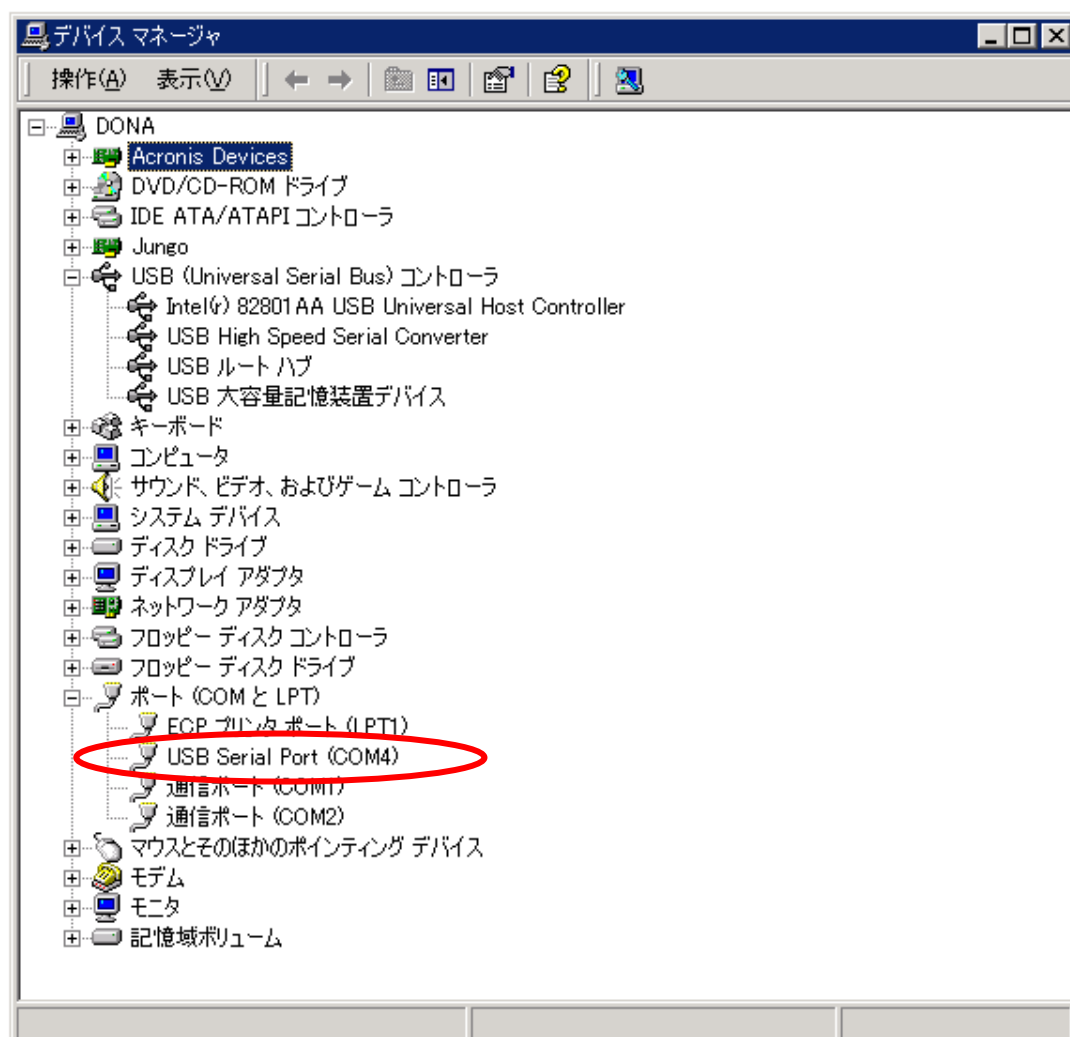 デバイス マネージャ
操作(A) 表示(V)
DONA
Acronis Devices
DVD/CD-ROM ドライブ
IDE ATA/ATAPI コントローラ
Jungo
USB (Universal Serial Bus) コントローラ
Intel(r) 82801AA USB Universal Host Controller
USB High Speed Serial Converter
USB ルート ハブ
USB 大容量記憶装置デバイス
キーボード
コンピュータ
サウンド、ビデオ、およびゲーム コントローラ
システム デバイス
ディスク ドライブ
ディスプレイ アダプタ
ネットワーク アダプタ
フロッピー ディスク コントローラ
フロッピー ディスク ドライブ
ポート (COM と LPT)
ECP プリンタ ポート (LPT1)
USB Serial Port (COM4)
通信ポート (COM1)
通信ポート (COM2)
マウスとそのほかのポインティング デバイス
モデム
モニタ
記憶域ボリューム